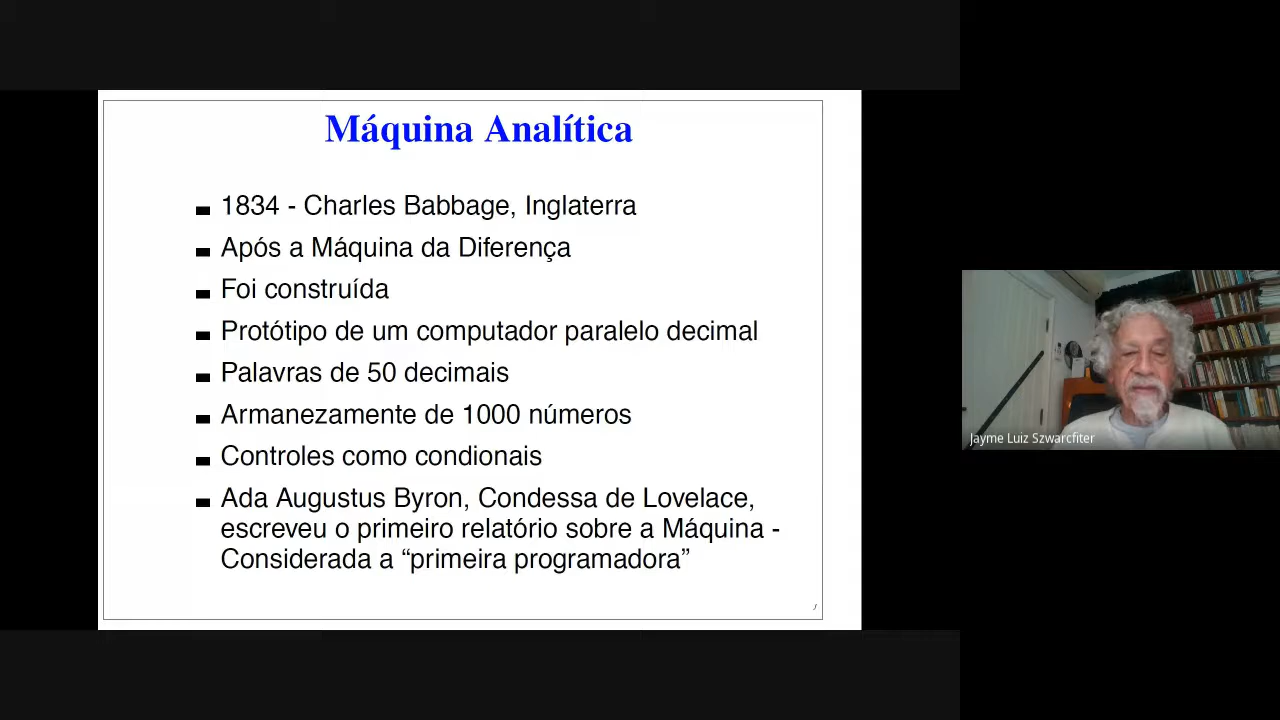 Máquina Analítica
1834 - Charles Babbage, Inglaterra
Após a Máquina da Diferença
Foi construída
Protótipo de um computador paralelo decimal
Palavras de 50 decimais
Armanezamente de 1000 números
Controles como condionais
Ada Augustus Byron, Condessa de Lovelace,
escreveu o primeiro relatório sobre a Máquina -
Considerada a “primeira programadora”
Jayme Luiz Szwarcfiter